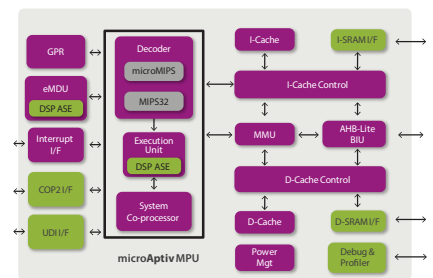 GPR
eMDU
DSP ASE
Interrupt
I/F
COP2 I/F
UDI I/F
Decoder
microMIPS
MIPS32
Execution
Unit
DSP ASE
System
Co-processor
microAptiv MPU
I-Cache
I-SRAM I/F
I-Cache Control
MMU
AHB-Lite
BIU
D-Cache Control
D-Cache
D-SRAM I/F
Power
Mgt
Debug &
Profiler